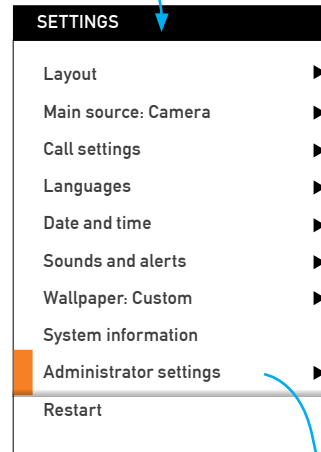 SETTINGS
Layout
Main source: Camera
Call settings
Languages
Date and time
Sounds and alerts
Wallpaper: Custom
System information
Administrator settings
Restart